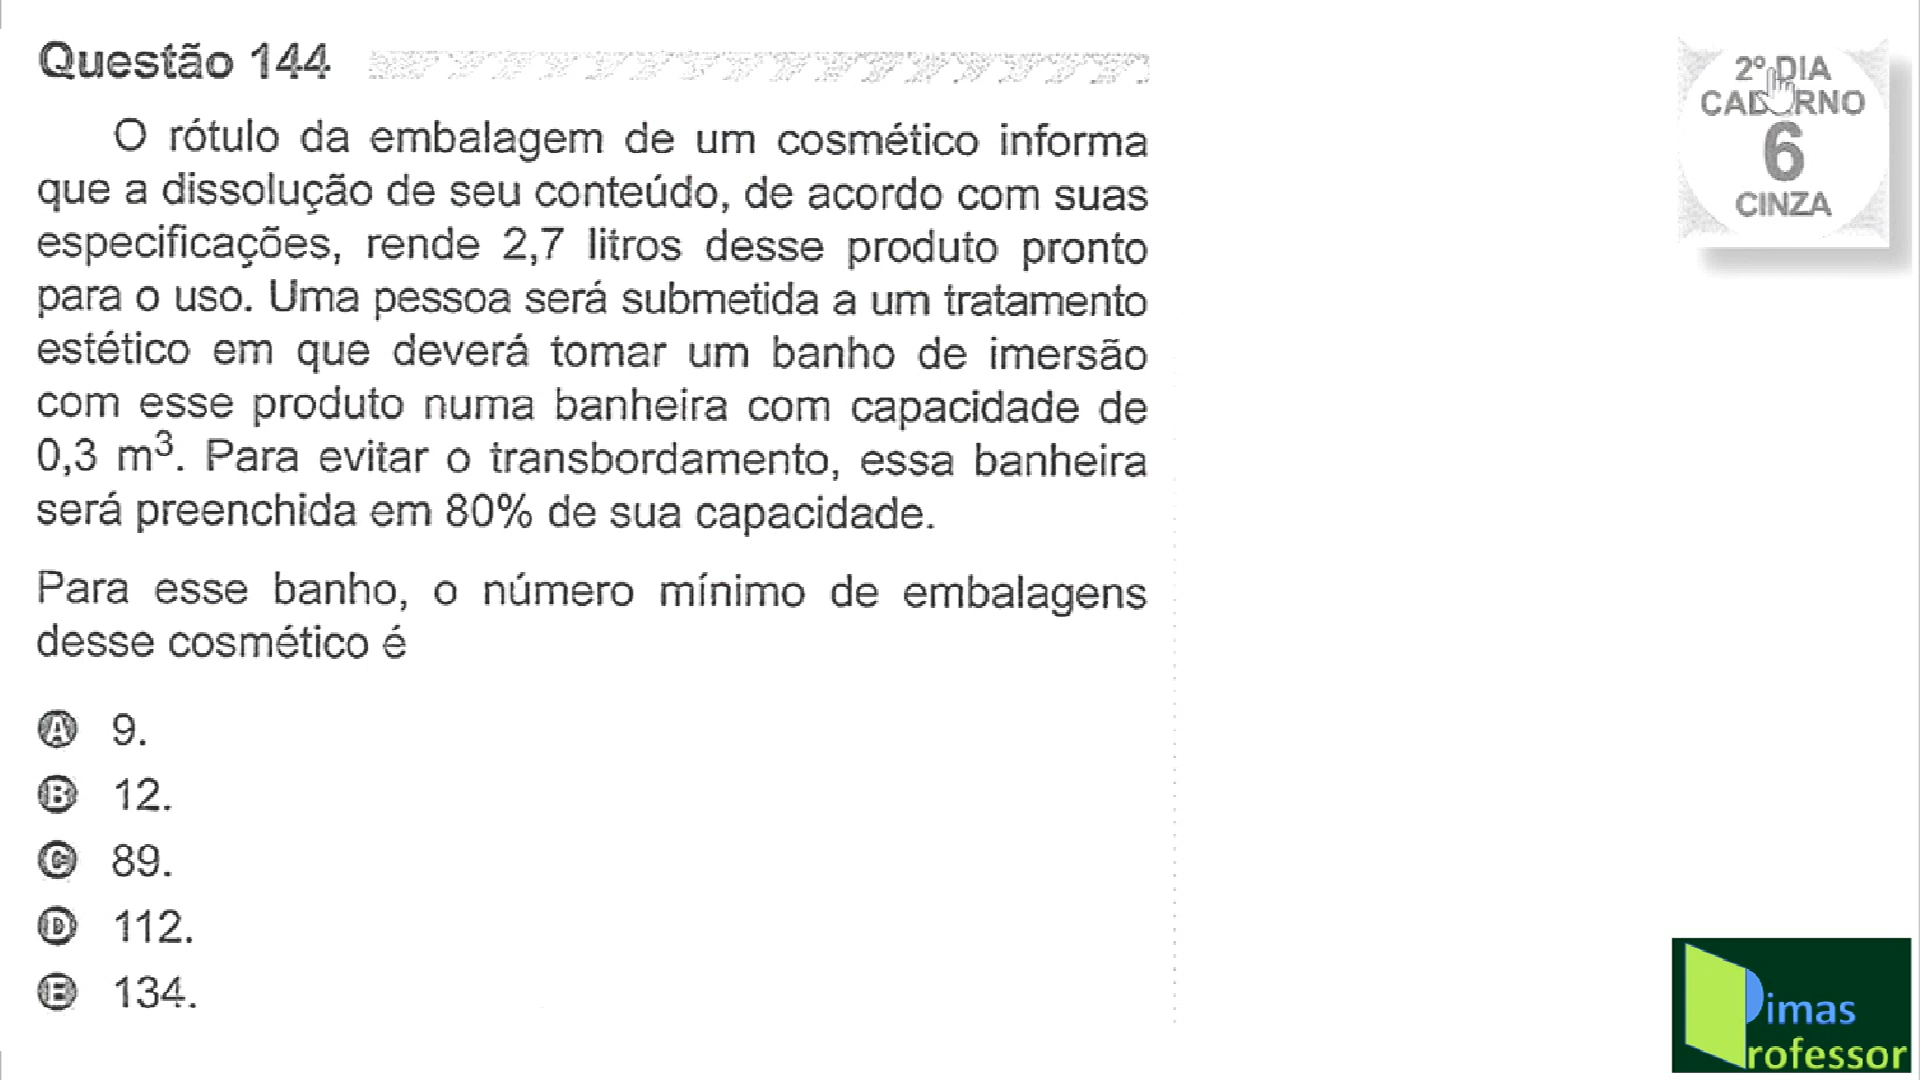 Questão 144
O rótulo da embalagem de um cosmético informa
que a dissolução de seu conteúdo, de acordo com suas
especificações, rende 2,7 litros desse produto pronto
para o uso. Uma pessoa será submetida a um tratamento
estético em que deverá tomar um banho de imersão
com esse produto numa banheira com capacidade de
0,3 m³. Para evitar o transbordamento, essa banheira
será preenchida em 80% de sua capacidade.
Para esse banho, o número mínimo de embalagens
desse cosmético é
A 9.
B 12.
C 89.
D 112.
E 134.
2º DIA
CADERNO
6
CINZA
Dimas
Professor